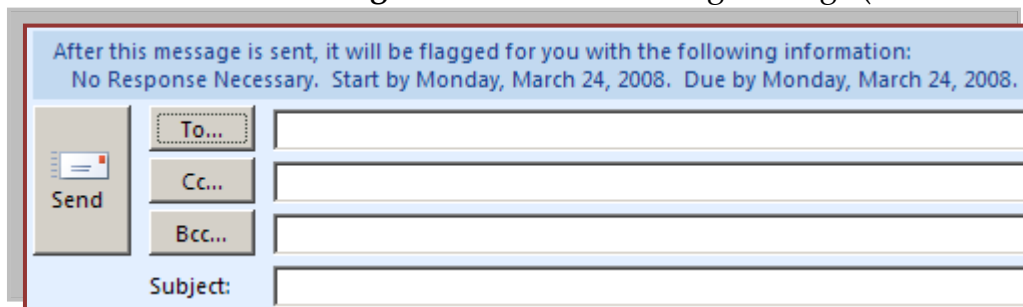 After this message is sent, it will be flagged for you with the following information:
No Response Necessary. Start by Monday, March 24, 2008. Due by Monday, March 24, 2008.
To...
Cc...
Send
Bcc...
Subject: